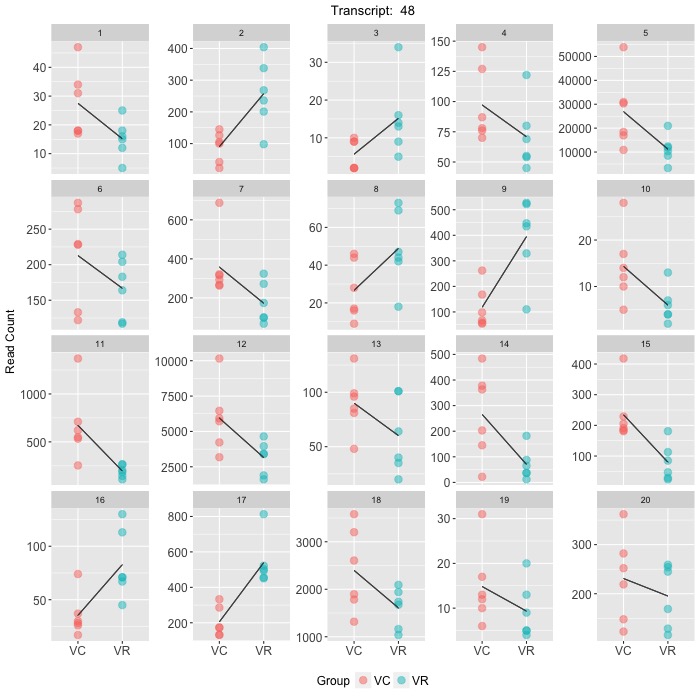 Transcript: 48
1 2 3 4 5
40 30 20 10
400 300 200 100
30 20 10
150 125 100 75 50
50000 40000 30000 20000 10000
6 7 8 9 10
250 200 150
600 400 200
60 40 20
500 400 300 200 100
20 10
Read Count
11 12 13 14 15
1000 500
10000 7500 5000 2500
100 50
500 400 300 200 100 0
400 300 200 100
16 17 18 19 20
100 50
800 600 400 200
3000 2000 1000
30 20 10
300 200
VC VR VC VR VC VR VC VR VC VR
Group VC VR